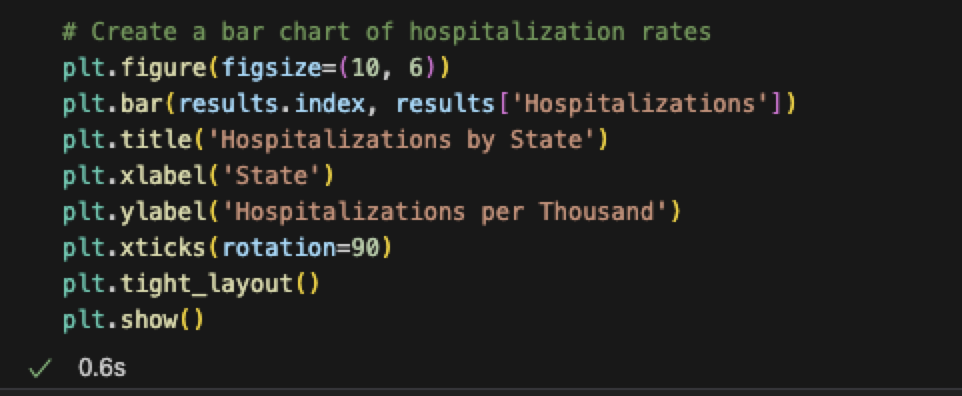 # Create a bar chart of hospitalization rates
plt.figure(figsize=(10, 6))
plt.bar(results.index, results['Hospitalizations'])
plt.title('Hospitalizations by State')
plt.xlabel('State')
plt.ylabel('Hospitalizations per Thousand')
plt.xticks(rotation=90)
plt.tight_layout()
plt.show()
✓ 0.6s